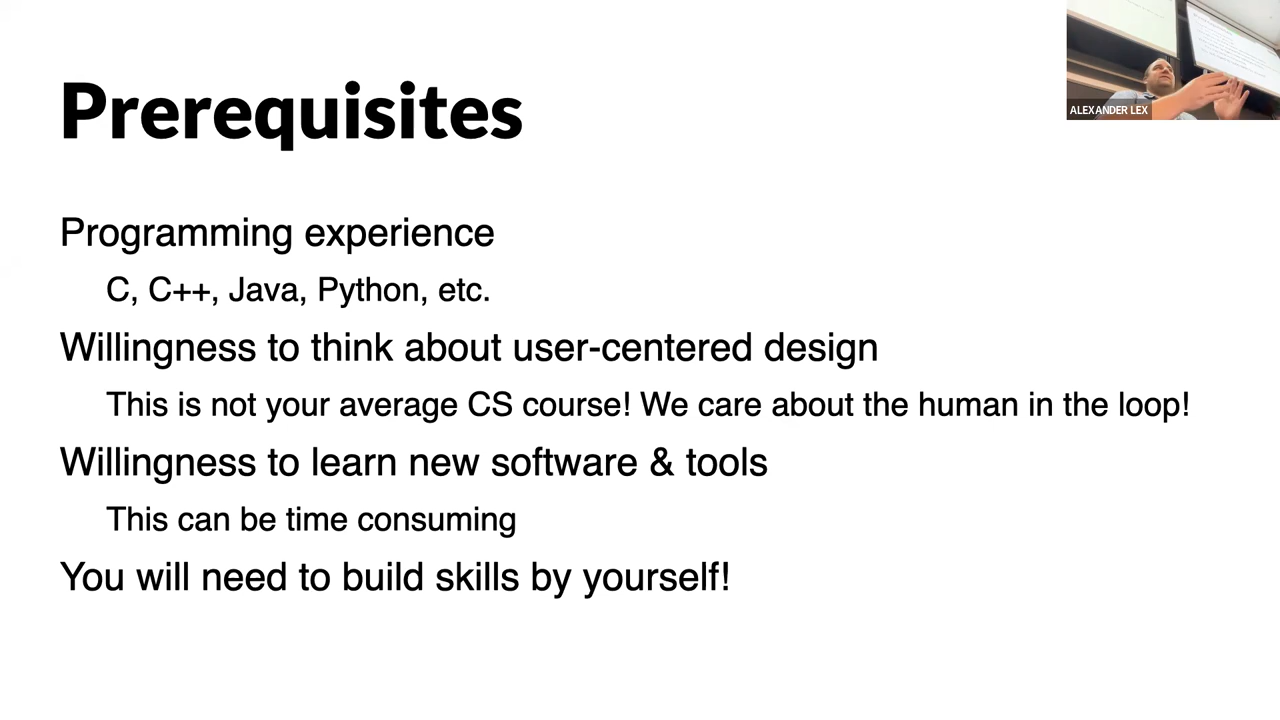 Prerequisites
ALEXANDER LEX
Programming experience
C, C++, Java, Python, etc.
Willingness to think about user-centered design
This is not your average CS course! We care about the human in the loop!
Willingness to learn new software & tools
This can be time consuming
You will need to build skills by yourself!